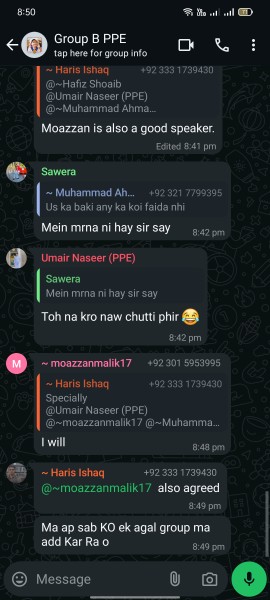 8:50
Group B PPE
tap here for group info
~ Haris Ishaq +92 333 1739430
@~Hafiz Shoaib
@Umair Naseer (PPE)
@~Muhammad Ahma...
Moazzan is also a good speaker.
Edited 8:41 pm
Sawera
~ Muhammad Ah... +92 321 7799395
Us ka baki any ka koi faida nhi
Mein mrna ni hay sir say
8:42 pm
Umair Naseer (PPE)
Sawera
Mein mrna ni hay sir say
Toh na kro naw chutti phir 😂
8:42 pm
M
~ moazzanmalik17 +92 301 5953995
~ Haris Ishaq +92 333 1739430
Specially
@Umair Naseer (PPE)
@~moazzanmalik17 @~Muhamma...
I will
8:48 pm
~ Haris Ishaq +92 333 1739430
@~moazzanmalik17 also agreed
8:49 pm
Ma ap sab KO ek agal group ma
add Kar Ra o
8:49 pm
Message